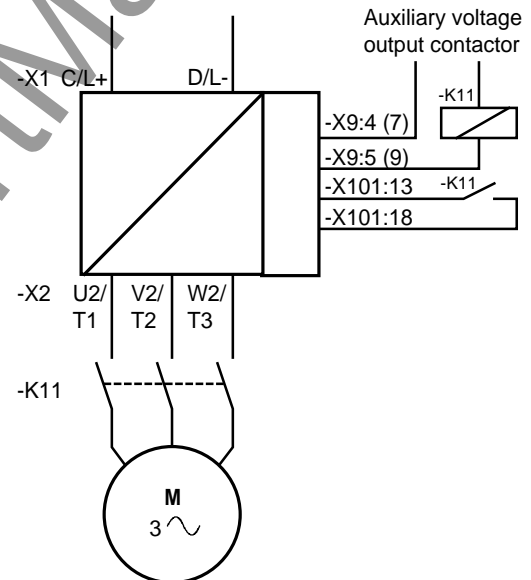 Auxiliary voltage
output contactor
-X1 C/L+ D/L-
-K11
-X9:4 (7)
-X9:5 (9)
-X101:13 -K11
-X101:18
-X2 U2/ V2/ W2/
T1 T2 T3
-K11
M
3